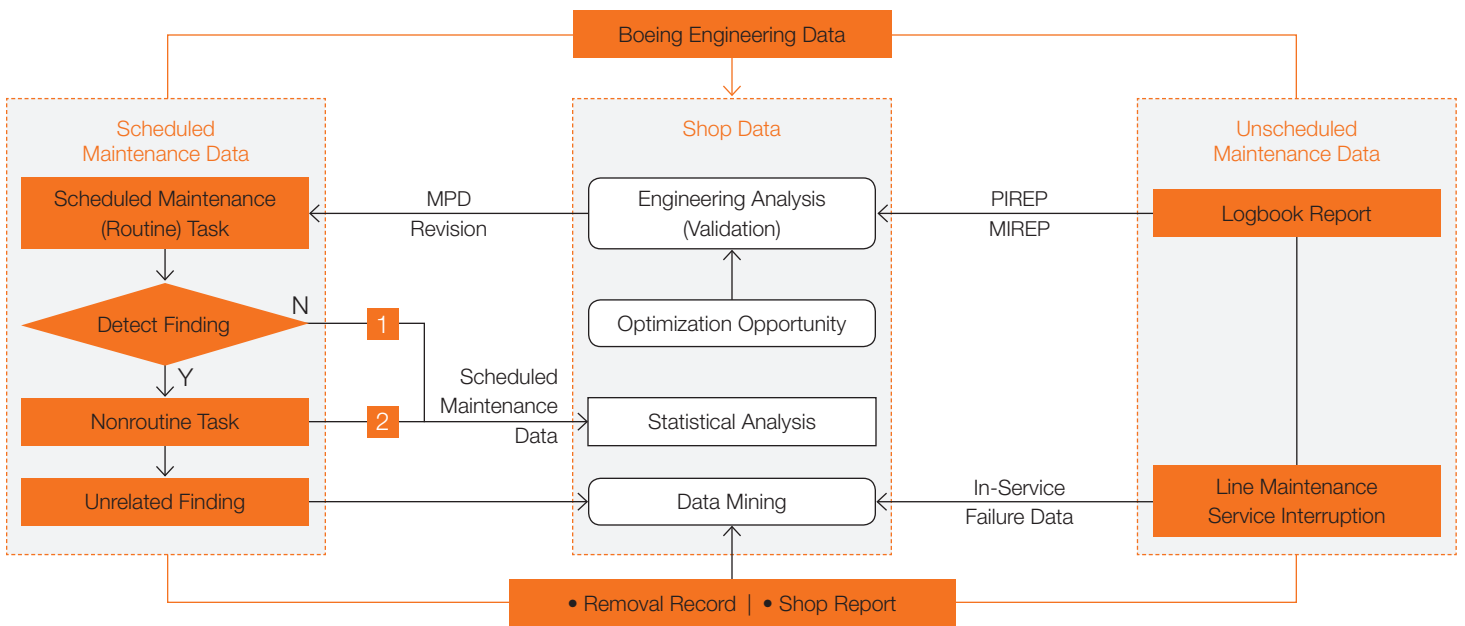 Boeing Engineering Data
Scheduled
Maintenance Data
Scheduled Maintenance
(Routine) Task
Detect Finding
N
Y
1
Nonroutine Task
2
Unrelated Finding
MPD
Revision
Scheduled
Maintenance
Data
Shop Data
Engineering Analysis
(Validation)
Optimization Opportunity
Statistical Analysis
Data Mining
PIREP
MIREP
In-Service
Failure Data
Unscheduled
Maintenance Data
Logbook Report
Line Maintenance
Service Interruption
• Removal Record | • Shop Report